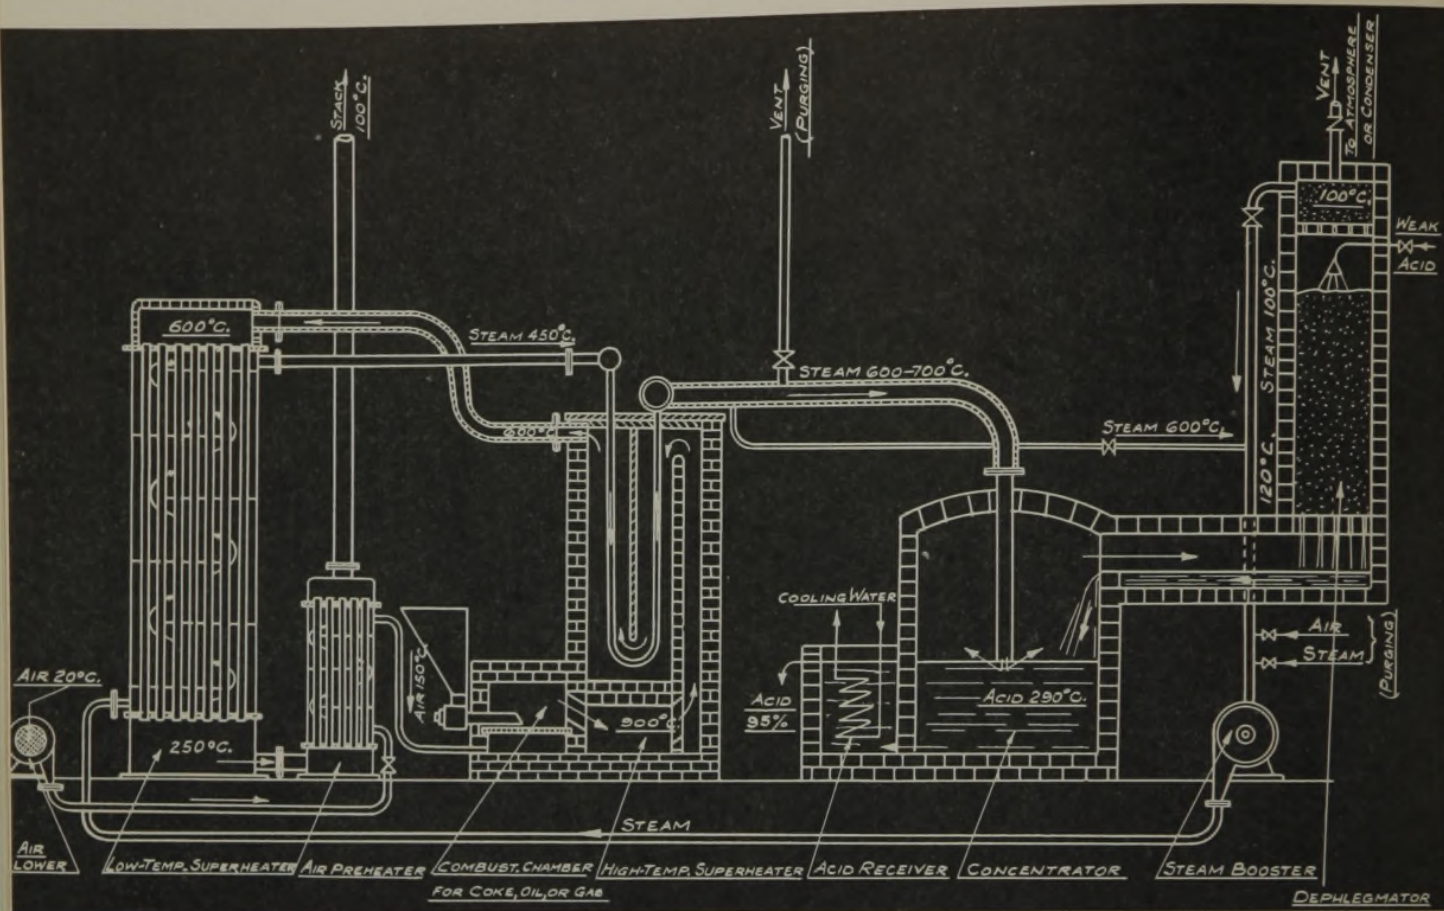 STACK
100°C.
VENT
(PURGING)
VENT
TO ATMOSPHERE
OR CONDENSER
100°C.
WEAK
ACID
STEAM 100°C.
120°C.
600°C.
STEAM 450°C.
STEAM 600-700°C.
600°C
STEAM 600°C.
COOLING WATER
AIR 150°C
AIR
STEAM
(PURGING)
AIR 20°C.
ACID
95%
ACID 290°C.
900°C.
250°C.
STEAM
AIR
LOWER
LOW-TEMP. SUPERHEATER
AIR PREHEATER
COMBUST. CHAMBER
FOR COKE, OIL, OR GAS
HIGH-TEMP. SUPERHEATER
ACID RECEIVER
CONCENTRATOR
STEAM BOOSTER
DEPHLEGMATOR